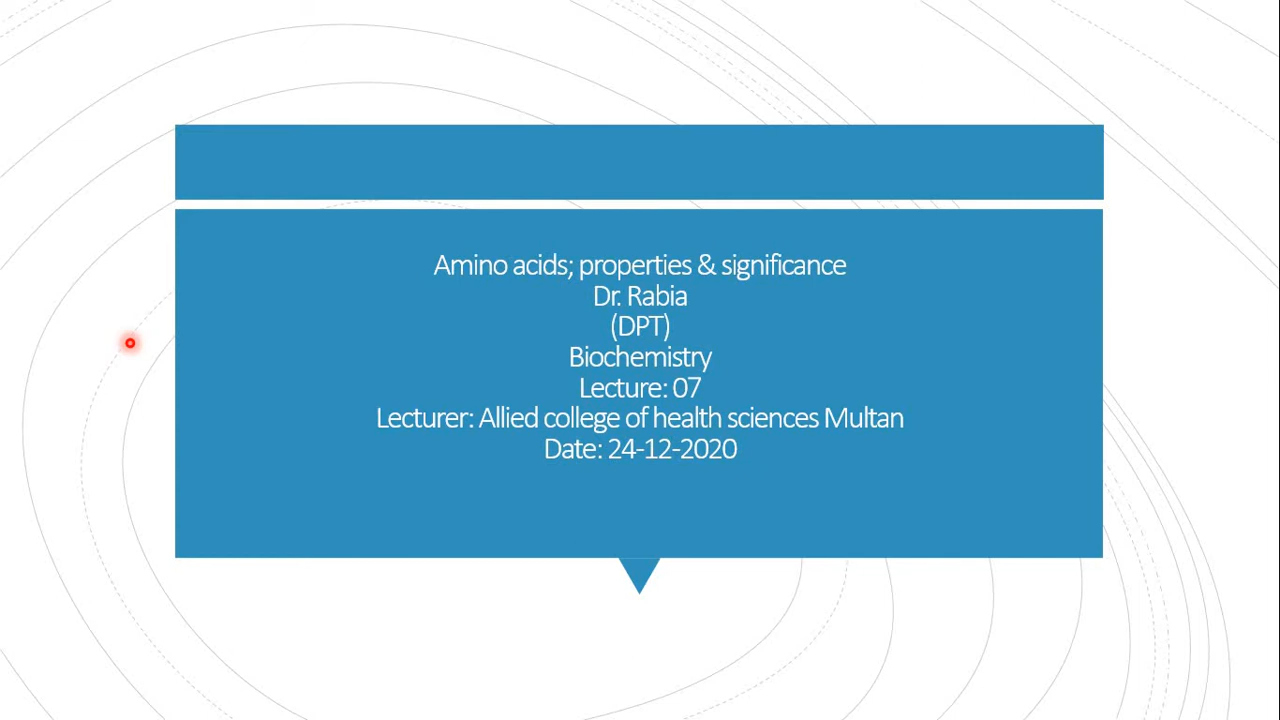 Amino acids; properties & significance
Dr. Rabia
(DPT)
Biochemistry
Lecture: 07
Lecturer: Allied college of health sciences Multan
Date: 24-12-2020